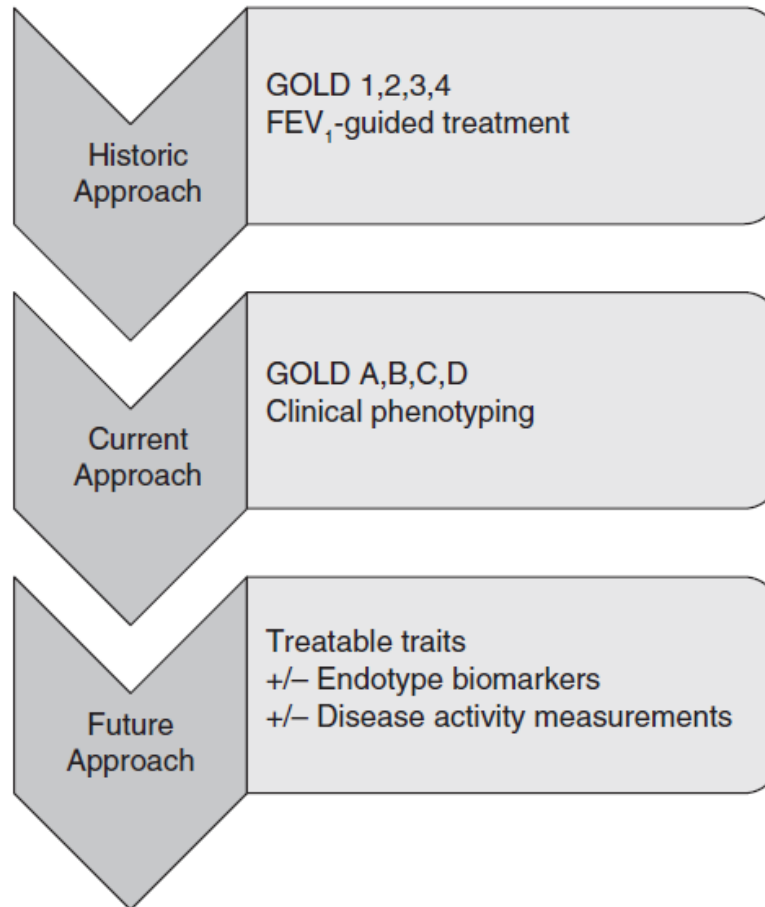 Historic
Approach
GOLD 1,2,3,4
FEV₁-guided treatment
Current
Approach
GOLD A,B,C,D
Clinical phenotyping
Future
Approach
Treatable traits
+/– Endotype biomarkers
+/– Disease activity measurements